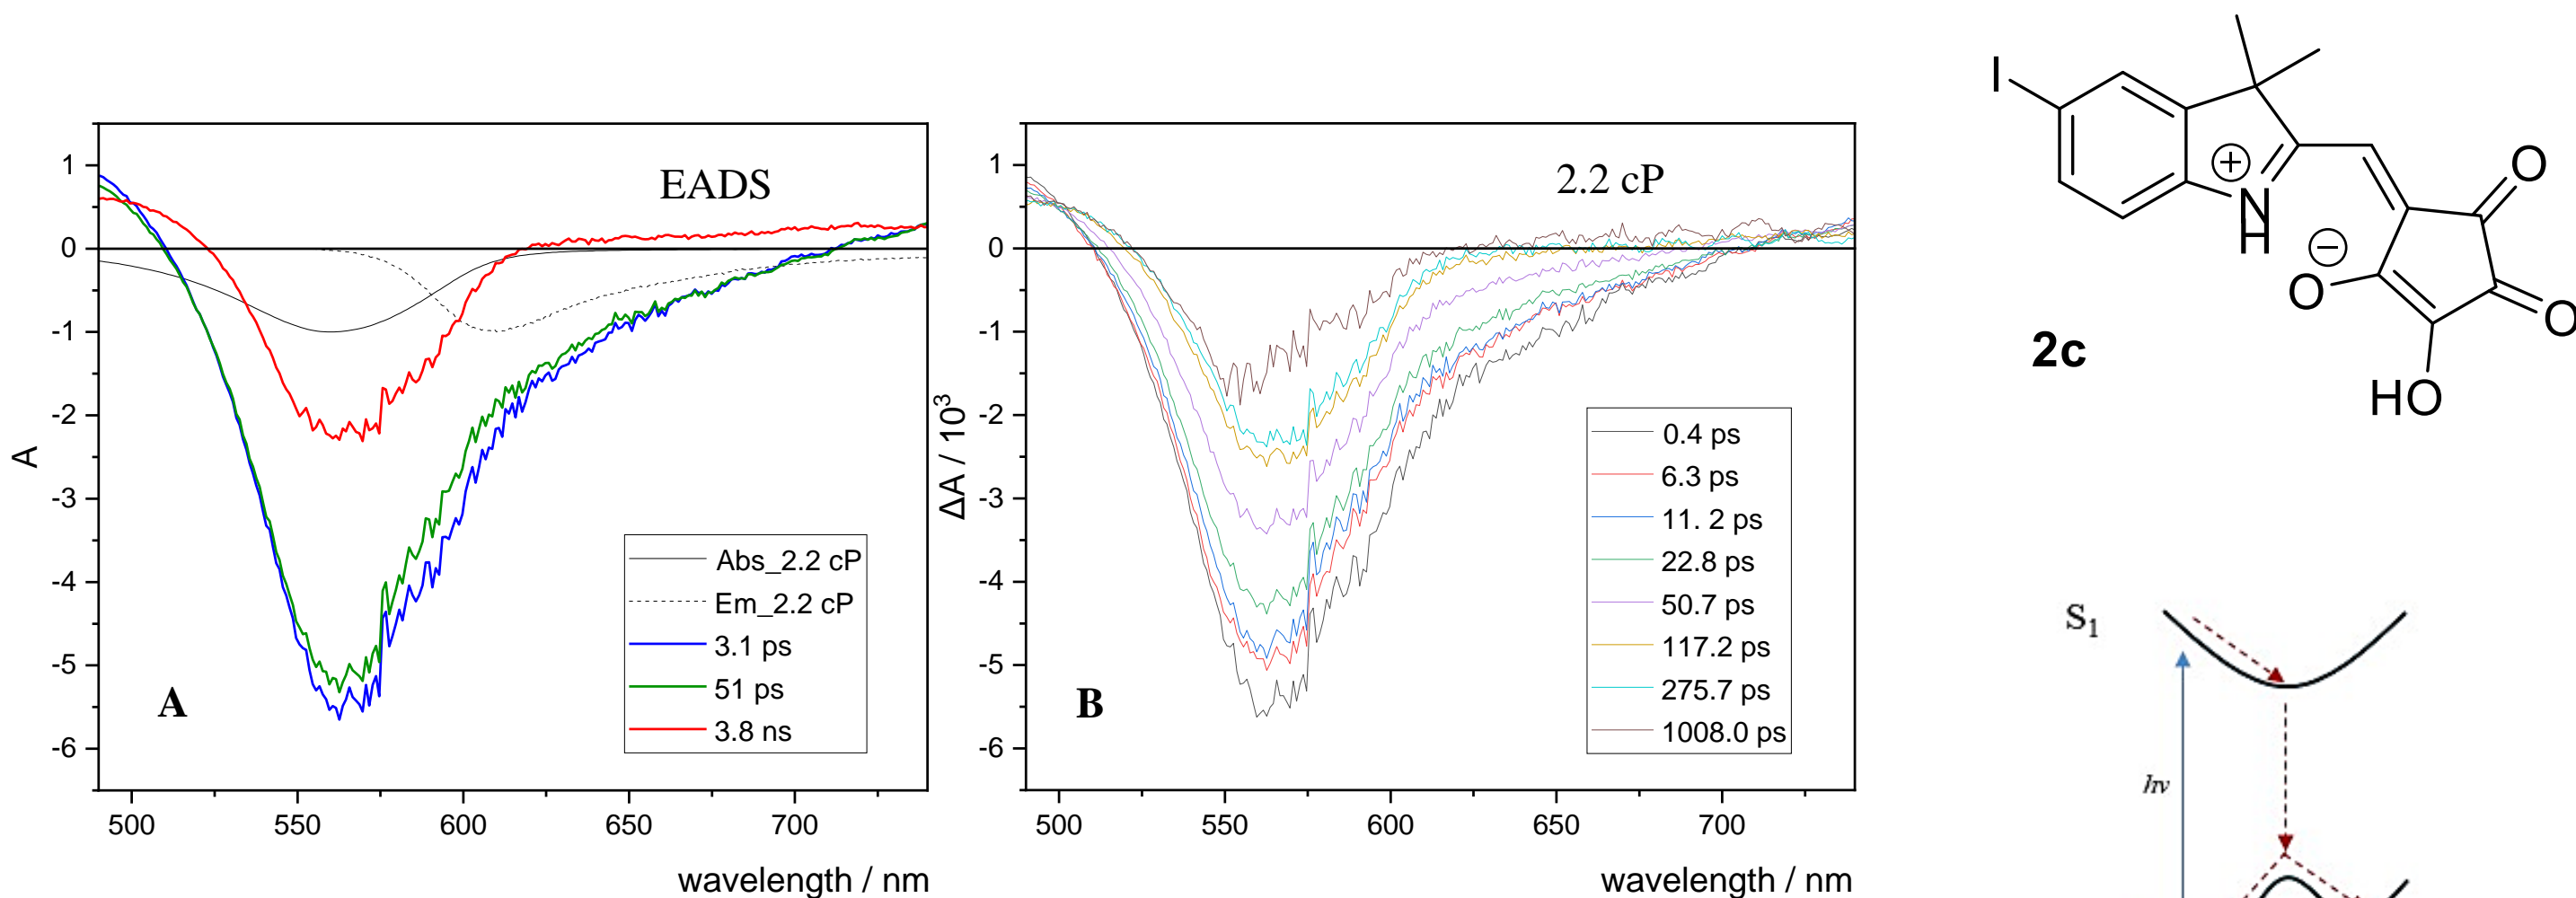 EADS
1
0
-1
-2
-3
-4
-5
-6
A
A
Abs_2.2 cP
Em_2.2 cP
3.1 ps
51 ps
3.8 ns
500
550
600
650
700
wavelength / nm
2.2 cP
1
0
-1
-2
-3
-4
-5
-6
ΔA / 10³
B
0.4 ps
6.3 ps
11. 2 ps
22.8 ps
50.7 ps
117.2 ps
275.7 ps
1008.0 ps
500
550
600
650
700
wavelength / nm
I
+
N
H
−
O
O
O
HO
2c
S₁
hν